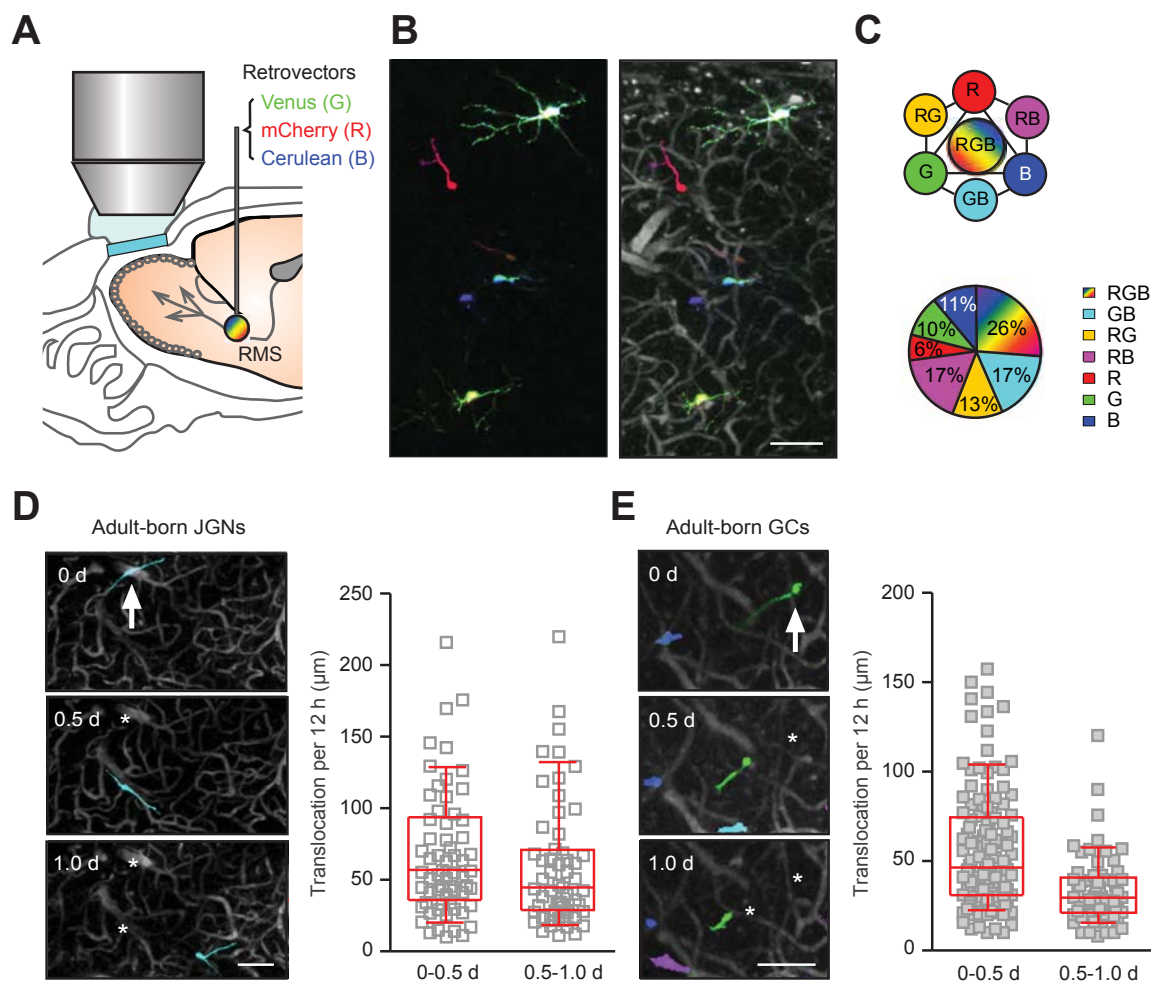 A
Retrovectors
Venus (G)
mCherry (R)
Cerulean (B)
RMS
B
C
R
RG
RB
RGB
G
B
GB
11%
26%
10%
6%
17%
17%
13%
RGB
GB
RG
RB
R
G
B
D
Adult-born JGNs
0 d
0.5 d
*
1.0 d
*
*
Translocation per 12 h (µm)
250
200
150
100
50
0
0-0.5 d
0.5-1.0 d
E
Adult-born GCs
0 d
0.5 d
*
1.0 d
*
*
Translocation per 12 h (µm)
200
150
100
50
0
0-0.5 d
0.5-1.0 d